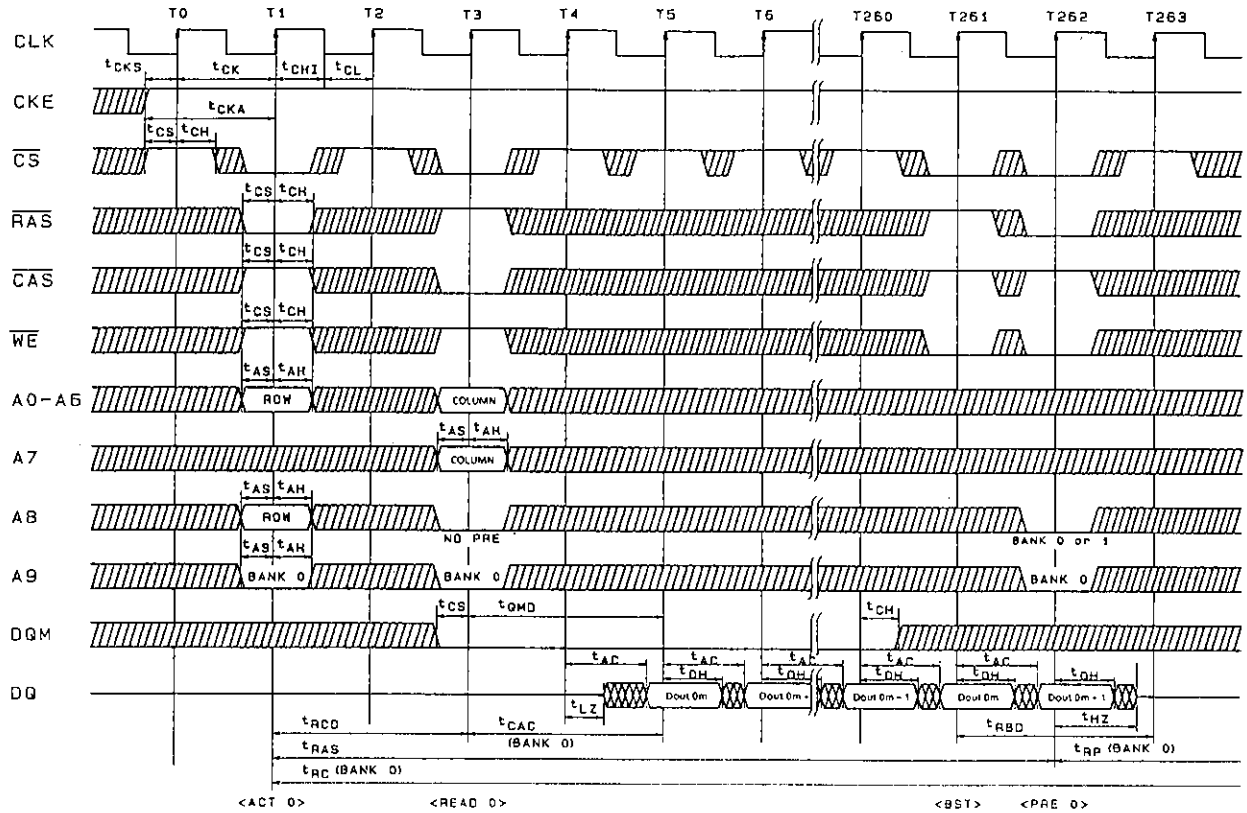 T0 T1 T2 T3 T4 T5 T6 T260 T261 T262 T263
CLK
tCKS tCK tCHI tCL
CKE
tCKA
tCS tCH
CS
tCS tCH
RAS
tCS tCH
CAS
tCS tCH
WE
tAS tAH
A0-A6 ROW COLUMN
tAS tAH
A7 COLUMN
tAS tAH
A8 ROW
NO PRE BANK 0 or 1
tAS tAH
A9 BANK 0 BANK 0 BANK 0
tCS tQMD tCH
DQM
tAC tAC tAC tAC tAC
tOH tOH tOH tOH tOH
DQ Dout 0m Dout 0m + Dout 0m - 1 Dout 0m Dout 0m + 1
tLZ tHZ
tRCD tCAC tRBD
(BANK 0)
tRAS tRP (BANK 0)
tRC (BANK 0)
<ACT 0> <READ 0> <BST> <PRE 0>